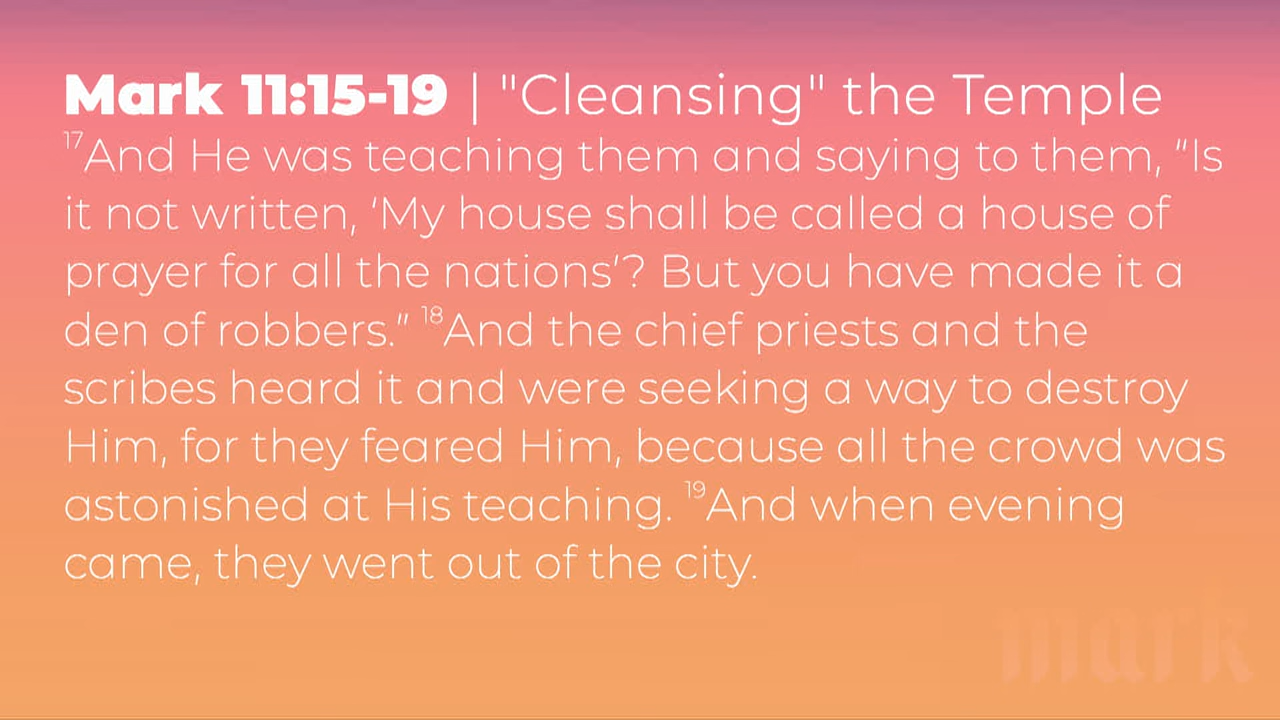 Mark 11:15-19 | "Cleansing" the Temple
17And He was teaching them and saying to them, “Is
it not written, ‘My house shall be called a house of
prayer for all the nations’? But you have made it a
den of robbers.” 18And the chief priests and the
scribes heard it and were seeking a way to destroy
Him, for they feared Him, because all the crowd was
astonished at His teaching. 19And when evening
came, they went out of the city.
mark